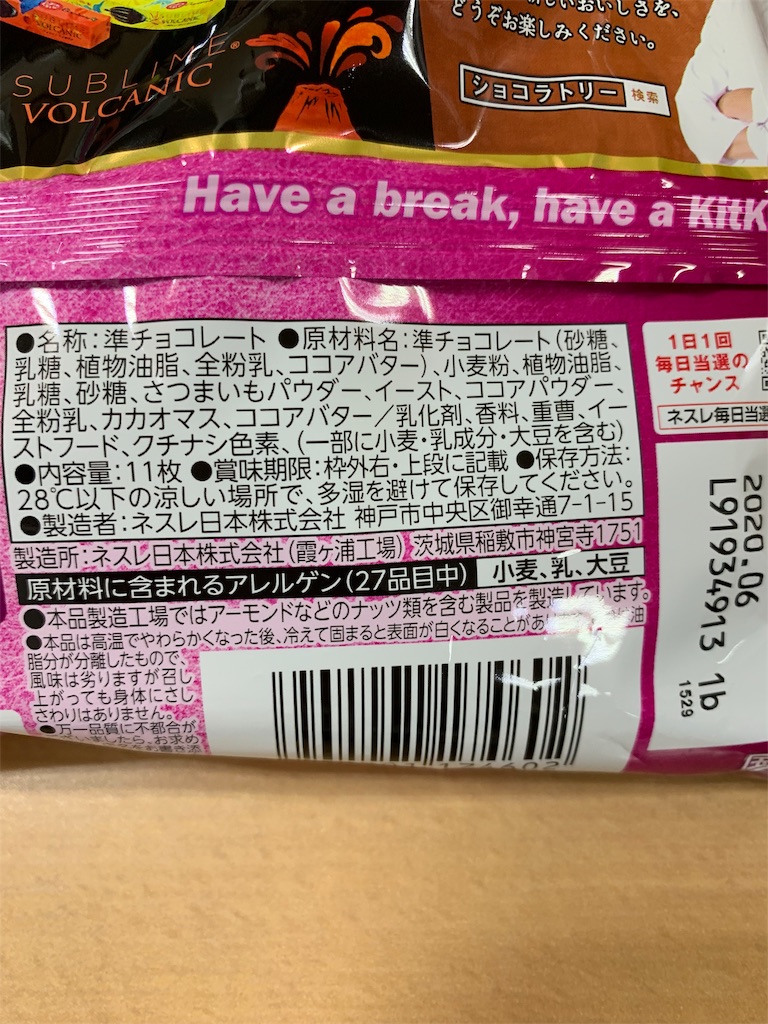 どうぞお楽しみください。
SUBLIME®
VOLCANIC
ショコラトリー 検索
Have a break, have a KitK
●名称:準チョコレート ●原材料名:準チョコレート(砂糖、
乳糖、植物油脂、全粉乳、ココアバター)、小麦粉、植物油脂、
乳糖、砂糖、さつまいもパウダー、イースト、ココアパウダー、
全粉乳、カカオマス、ココアバター/乳化剤、香料、重曹、イー
ストフード、クチナシ色素、(一部に小麦・乳成分・大豆を含む)
●内容量:11枚 ●賞味期限:枠外右・上段に記載 ●保存方法:
28℃以下の涼しい場所で、多湿を避けて保存してください。
●製造者:ネスレ日本株式会社 神戸市中央区御幸通7-1-15
製造所:ネスレ日本株式会社(霞ヶ浦工場) 茨城県稲敷市神宮寺1751
原材料に含まれるアレルゲン(27品目中) 小麦、乳、大豆
●本品製造工場ではアーモンドなどのナッツ類を含む製品を製造しています。
●本品は高温でやわらかくなった後、冷えて固まると表面が白くなることがあ
脂分が分離したもので、
風味は劣りますが召し
上がっても身体にさし
さわりはありません。
●万一品質に不都合が
1日1回
毎日当選の
チャンス
ネスレ毎日当選
2020.06
L91934913 1b
1529